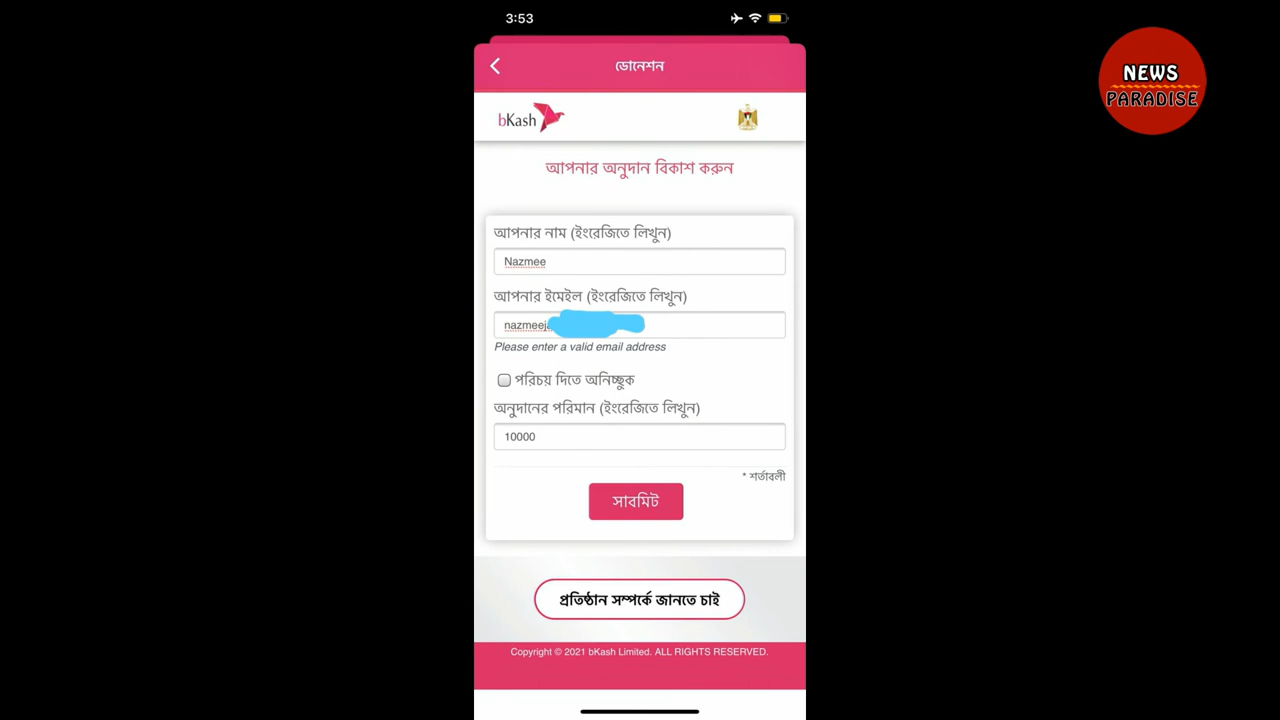 3:53
ডোনেশন
NEWS
PARADISE
bKash
আপনার অনুদান বিকাশ করুন
আপনার নাম (ইংরেজিতে লিখুন)
Nazmee
আপনার ইমেইল (ইংরেজিতে লিখুন)
nazmeej
Please enter a valid email address
পরিচয় দিতে অনিচ্ছুক
অনুদানের পরিমান (ইংরেজিতে লিখুন)
10000
* শর্তাবলী
সাবমিট
প্রতিষ্ঠান সম্পর্কে জানতে চাই
Copyright © 2021 bKash Limited. ALL RIGHTS RESERVED.